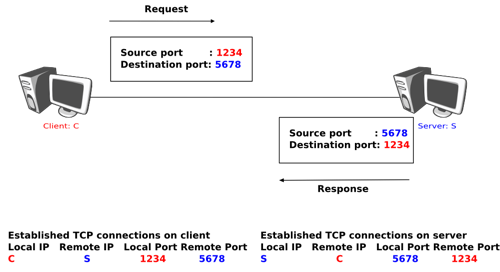 Request
Source port : 1234
Destination port: 5678
Client: C
Server: S
Source port : 5678
Destination port: 1234
Response
Established TCP connections on client
Local IP Remote IP Local Port Remote Port
C S 1234 5678
Established TCP connections on server
Local IP Remote IP Local Port Remote Port
S C 5678 1234